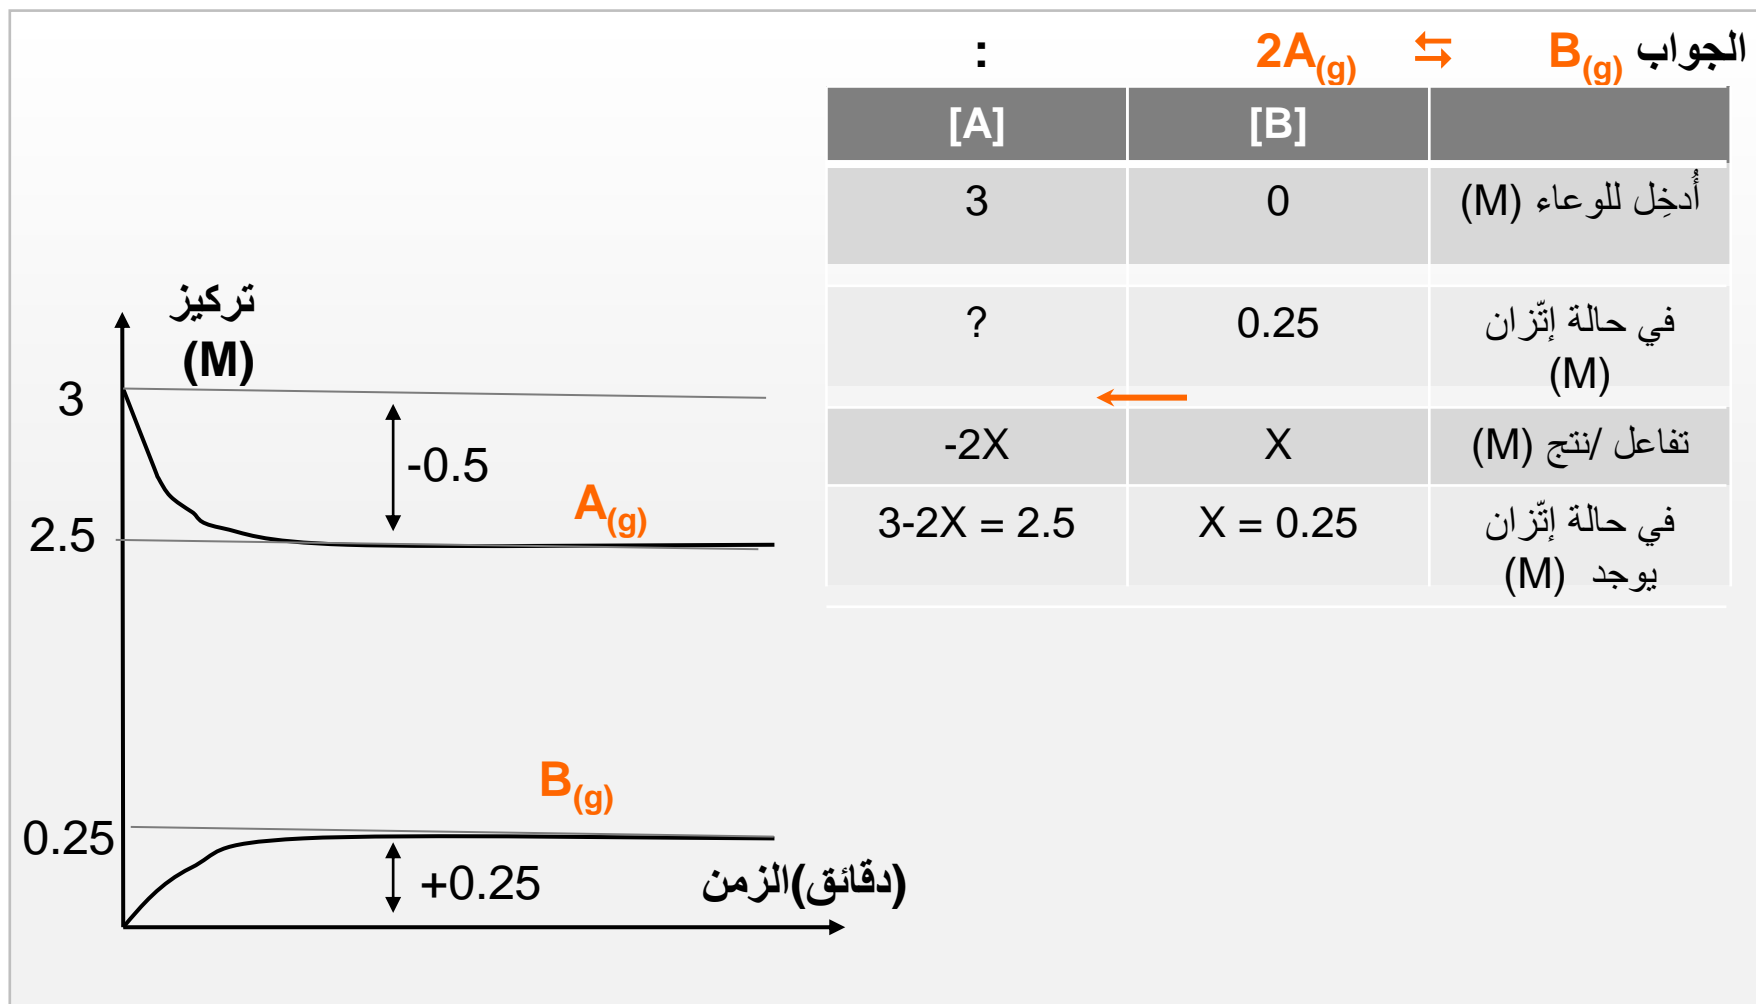 الجواب B(g) ⇆ 2A(g) :
[A] [B]
أُدخِل للوعاء (M) 0 3
في حالة إتّزان (M) 0.25 ?
تفاعل /نتج (M) X -2X
في حالة إتّزان يوجد (M) X = 0.25 3-2X = 2.5
تركيز
(M)
3
-0.5
A(g)
2.5
B(g)
0.25
+0.25
(دقائق)الزمن